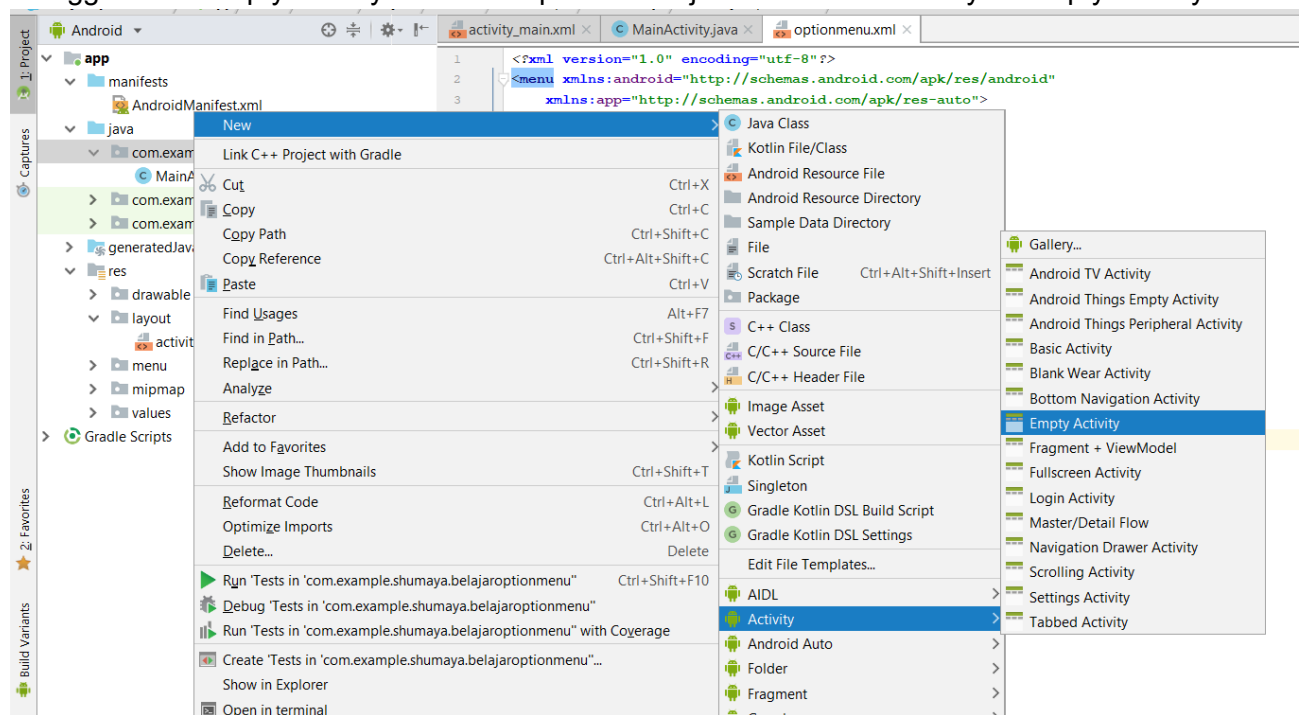 Android
activity_main.xml
MainActivity.java
optionmenu.xml
1: Project
Captures
2: Favorites
Build Variants
app
manifests
AndroidManifest.xml
java
com.exam
MainA
com.exam
com.exam
generatedJava
res
drawable
layout
activit
menu
mipmap
values
Gradle Scripts
1 <?xml version="1.0" encoding="utf-8"?>
2 <menu xmlns:android="http://schemas.android.com/apk/res/android"
3 xmlns:app="http://schemas.android.com/apk/res-auto">
New
Link C++ Project with Gradle
Cut Ctrl+X
Copy Ctrl+C
Copy Path Ctrl+Shift+C
Copy Reference Ctrl+Alt+Shift+C
Paste Ctrl+V
Find Usages Alt+F7
Find in Path... Ctrl+Shift+F
Replace in Path... Ctrl+Shift+R
Analyze
Refactor
Add to Favorites
Show Image Thumbnails Ctrl+Shift+T
Reformat Code Ctrl+Alt+L
Optimize Imports Ctrl+Alt+O
Delete... Delete
Run 'Tests in 'com.example.shumaya.belajaroptionmenu'' Ctrl+Shift+F10
Debug 'Tests in 'com.example.shumaya.belajaroptionmenu''
Run 'Tests in 'com.example.shumaya.belajaroptionmenu'' with Coverage
Create 'Tests in 'com.example.shumaya.belajaroptionmenu''...
Show in Explorer
Open in terminal
Java Class
Kotlin File/Class
Android Resource File
Android Resource Directory
Sample Data Directory
File
Scratch File Ctrl+Alt+Shift+Insert
Package
C++ Class
C/C++ Source File
C/C++ Header File
Image Asset
Vector Asset
Kotlin Script
Singleton
Gradle Kotlin DSL Build Script
Gradle Kotlin DSL Settings
Edit File Templates...
AIDL
Activity
Android Auto
Folder
Fragment
Gallery...
Android TV Activity
Android Things Empty Activity
Android Things Peripheral Activity
Basic Activity
Blank Wear Activity
Bottom Navigation Activity
Empty Activity
Fragment + ViewModel
Fullscreen Activity
Login Activity
Master/Detail Flow
Navigation Drawer Activity
Scrolling Activity
Settings Activity
Tabbed Activity